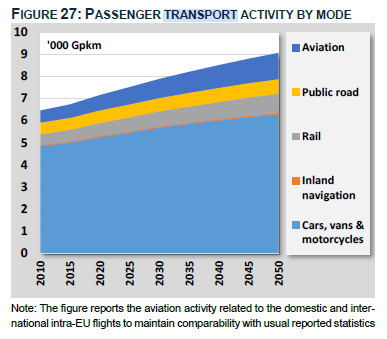 FIGURE 27: PASSENGER TRANSPORT ACTIVITY BY MODE
'000 Gpkm
10
9
8
7
6
5
4
3
2
1
0
2010
2015
2020
2025
2030
2035
2040
2045
2050
Aviation
Public road
Rail
Inland
navigation
Cars, vans &
motorcycles
Note: The figure reports the aviation activity related to the domestic and inter-
national intra-EU flights to maintain comparability with usual reported statistics